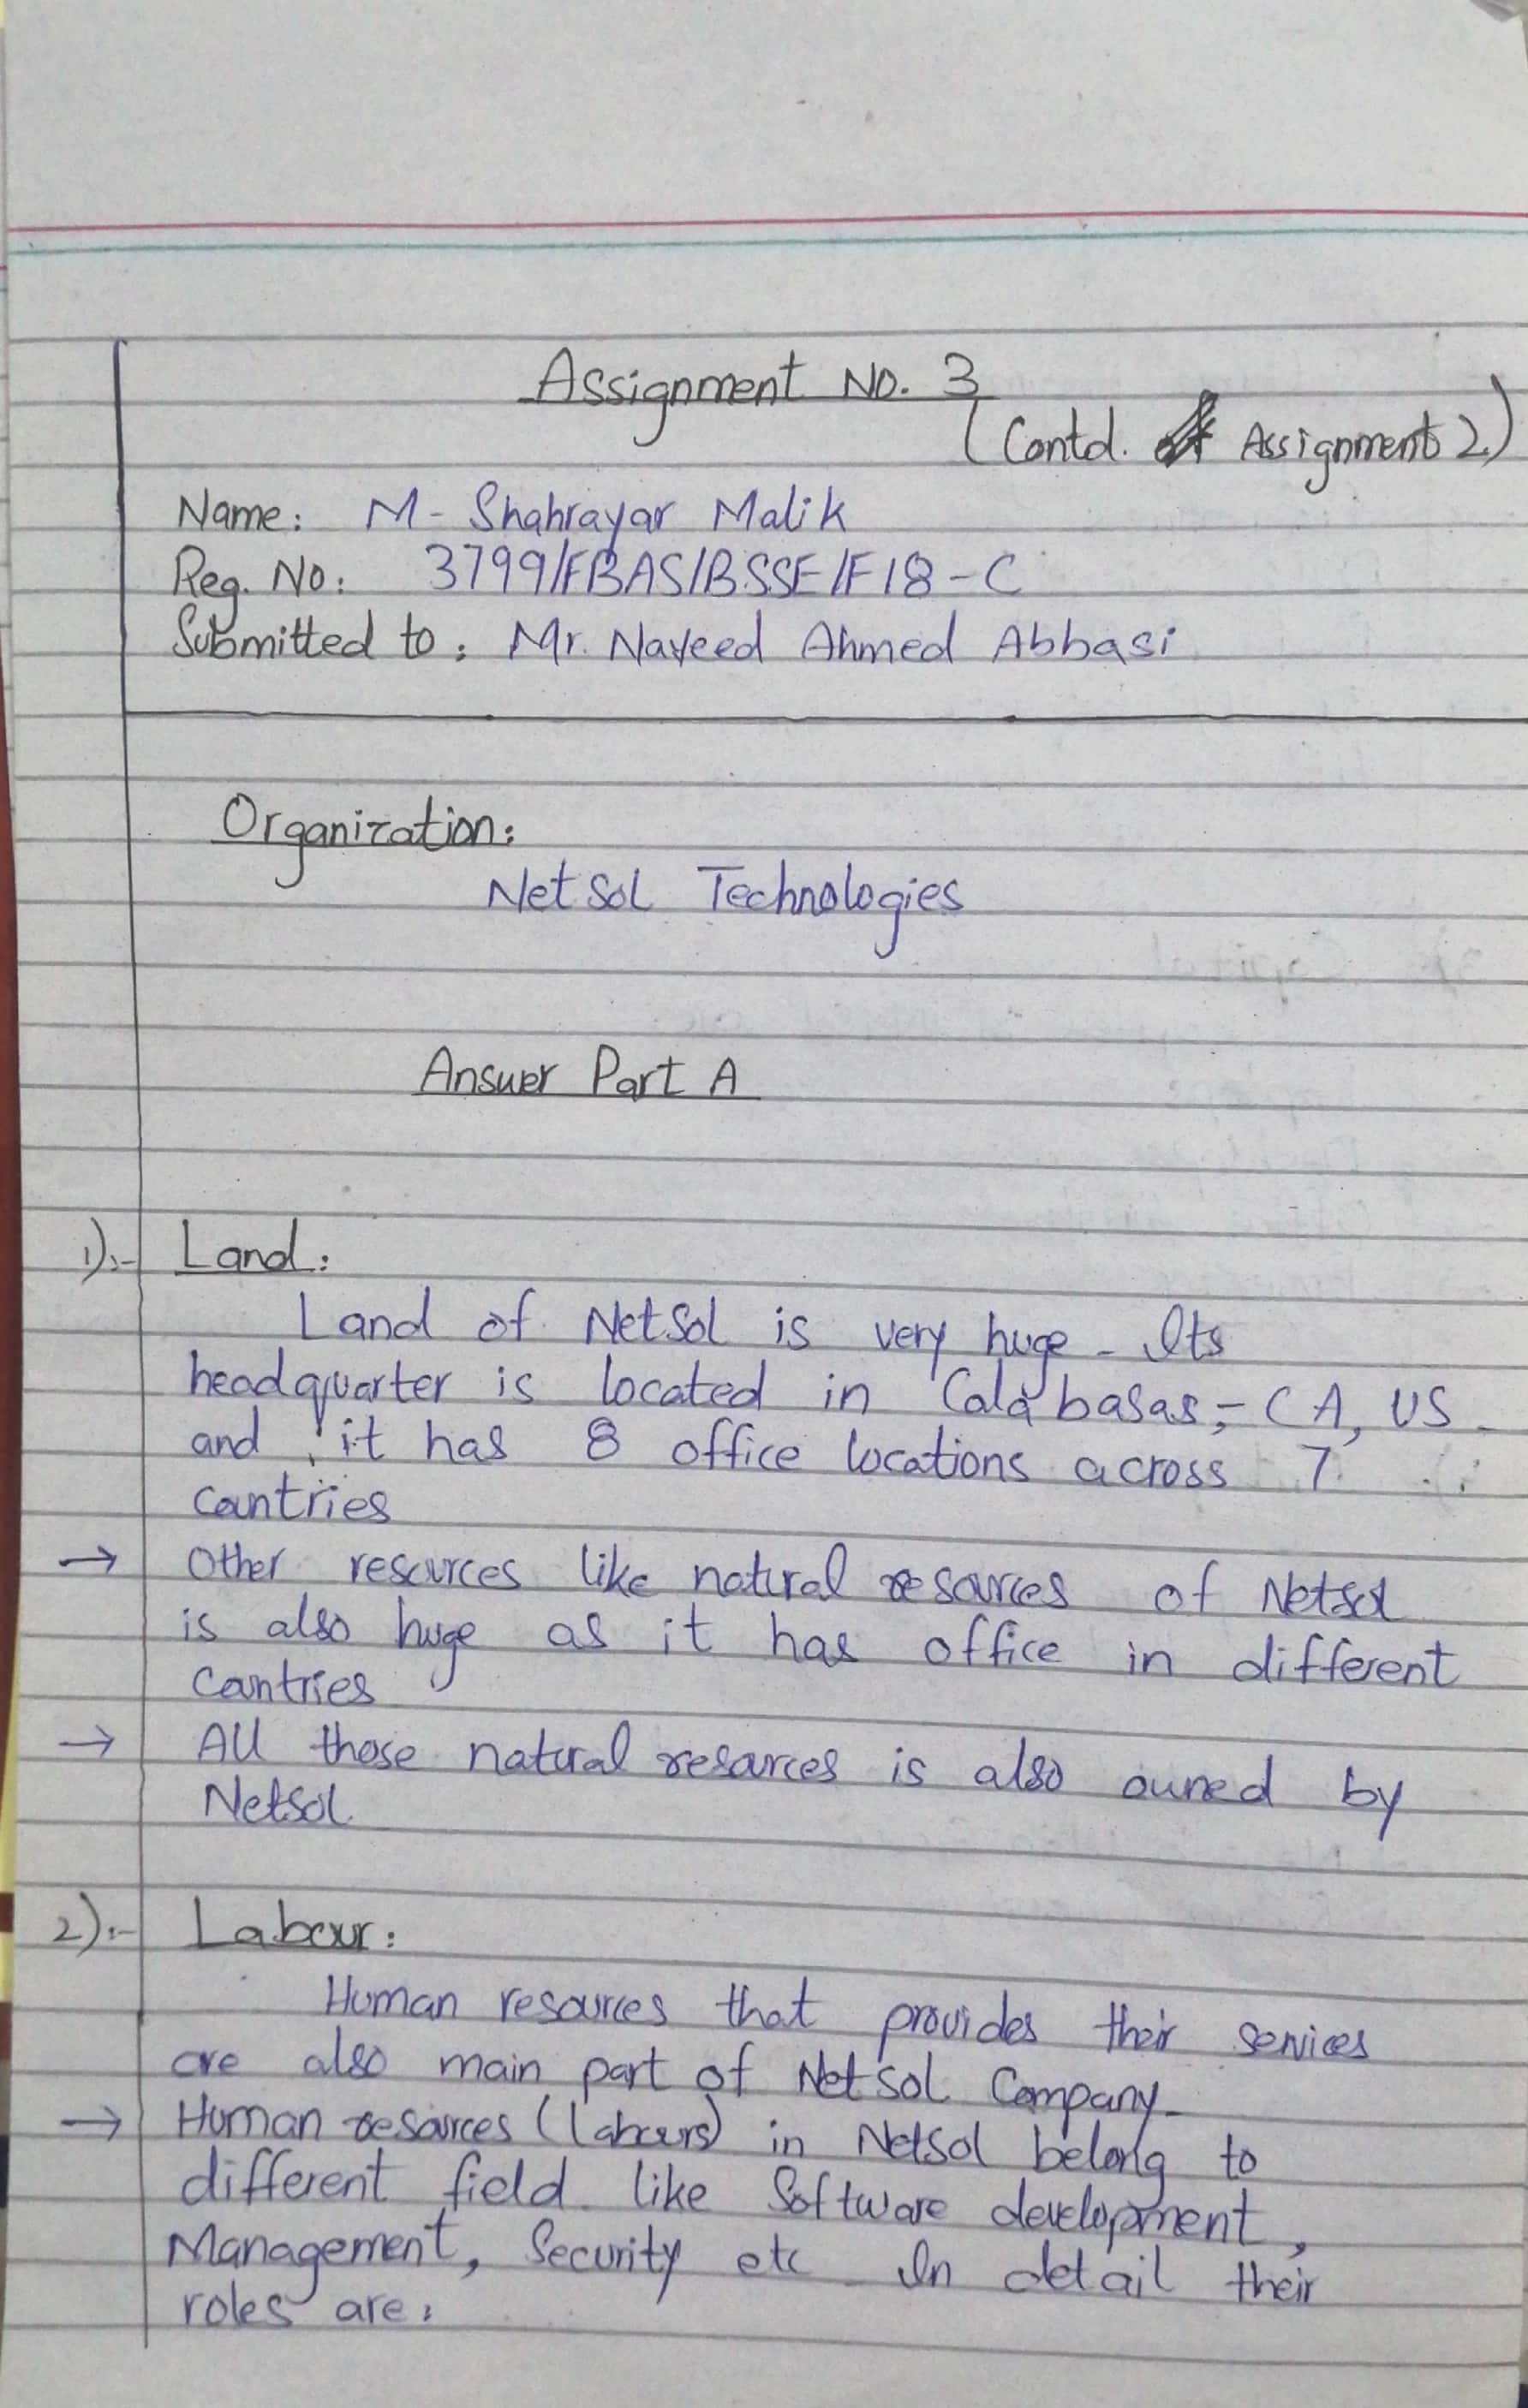 Assignment No. 3
(Contd. Assignment 2)
Name: M- Shahrayar Malik
Reg. No: 3799/FBAS/BSSE/F18-C
Submitted to: Mr. Naveed Ahmed Abbasi
Organization:
NetSol Technologies
Answer Part A
1):- Land:
Land of NetSol is very huge - Its
headquarter is located in Calabasas, - CA, US -
and it has 8 office locations across 7
countries
→ Other resources like natural resources of Netsol
is also huge as it has office in different
countries
→ All those natural resources is also owned by
Netsol
2):- Labour:
Human resources that provides their services
are also main part of Netsol Company-
→ Human resources (labours) in Netsol belong to
different field like Software development,
Management, Security etc - In detail their
roles are: